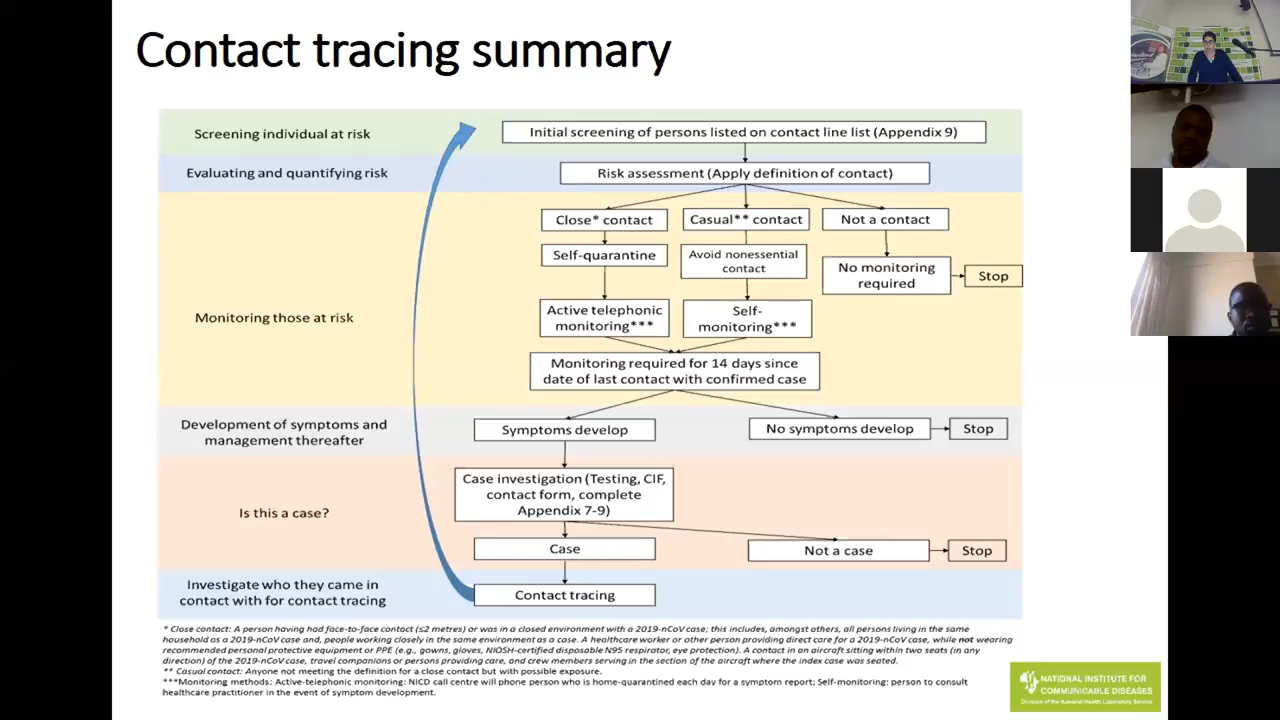 Contact tracing summary
Screening individual at risk
Initial screening of persons listed on contact line list (Appendix 9)
Evaluating and quantifying risk
Risk assessment (Apply definition of contact)
Close* contact
Casual** contact
Not a contact
Self-quarantine
Avoid nonessential
contact
No monitoring
required
Stop
Monitoring those at risk
Active telephonic
monitoring***
Self-
monitoring***
Monitoring required for 14 days since
date of last contact with confirmed case
Development of symptoms and
management thereafter
Symptoms develop
No symptoms develop
Stop
Is this a case?
Case investigation (Testing, CIF,
contact form, complete
Appendix 7-9)
Case
Not a case
Stop
Investigate who they came in
contact with for contact tracing
Contact tracing
* Close contact: A person having had face-to-face contact (≤2 metres) or was in a closed environment with a 2019-nCoV case; this includes, amongst others, all persons living in the same
household as a 2019-nCoV case and, people working closely in the same environment as a case. A healthcare worker or other person providing direct care for a 2019-nCoV case, while not wearing
recommended personal protective equipment or PPE (e.g., gowns, gloves, NIOSH-certified disposable N95 respirator, eye protection). A contact in an aircraft sitting within two seats (in any
direction) of the 2019-nCoV case, travel companions or persons providing care, and crew members serving in the section of the aircraft where the index case was seated.
** Casual contact: Anyone not meeting the definition for a close contact but with possible exposure.
***Monitoring methods; Active-telephonic monitoring: NICD call centre will phone person who is home-quarantined each day for a symptom report; Self-monitoring: person to consult
healthcare practitioner in the event of symptom development.
NATIONAL INSTITUTE FOR
COMMUNICABLE DISEASES
Division of the National Health Laboratory Service